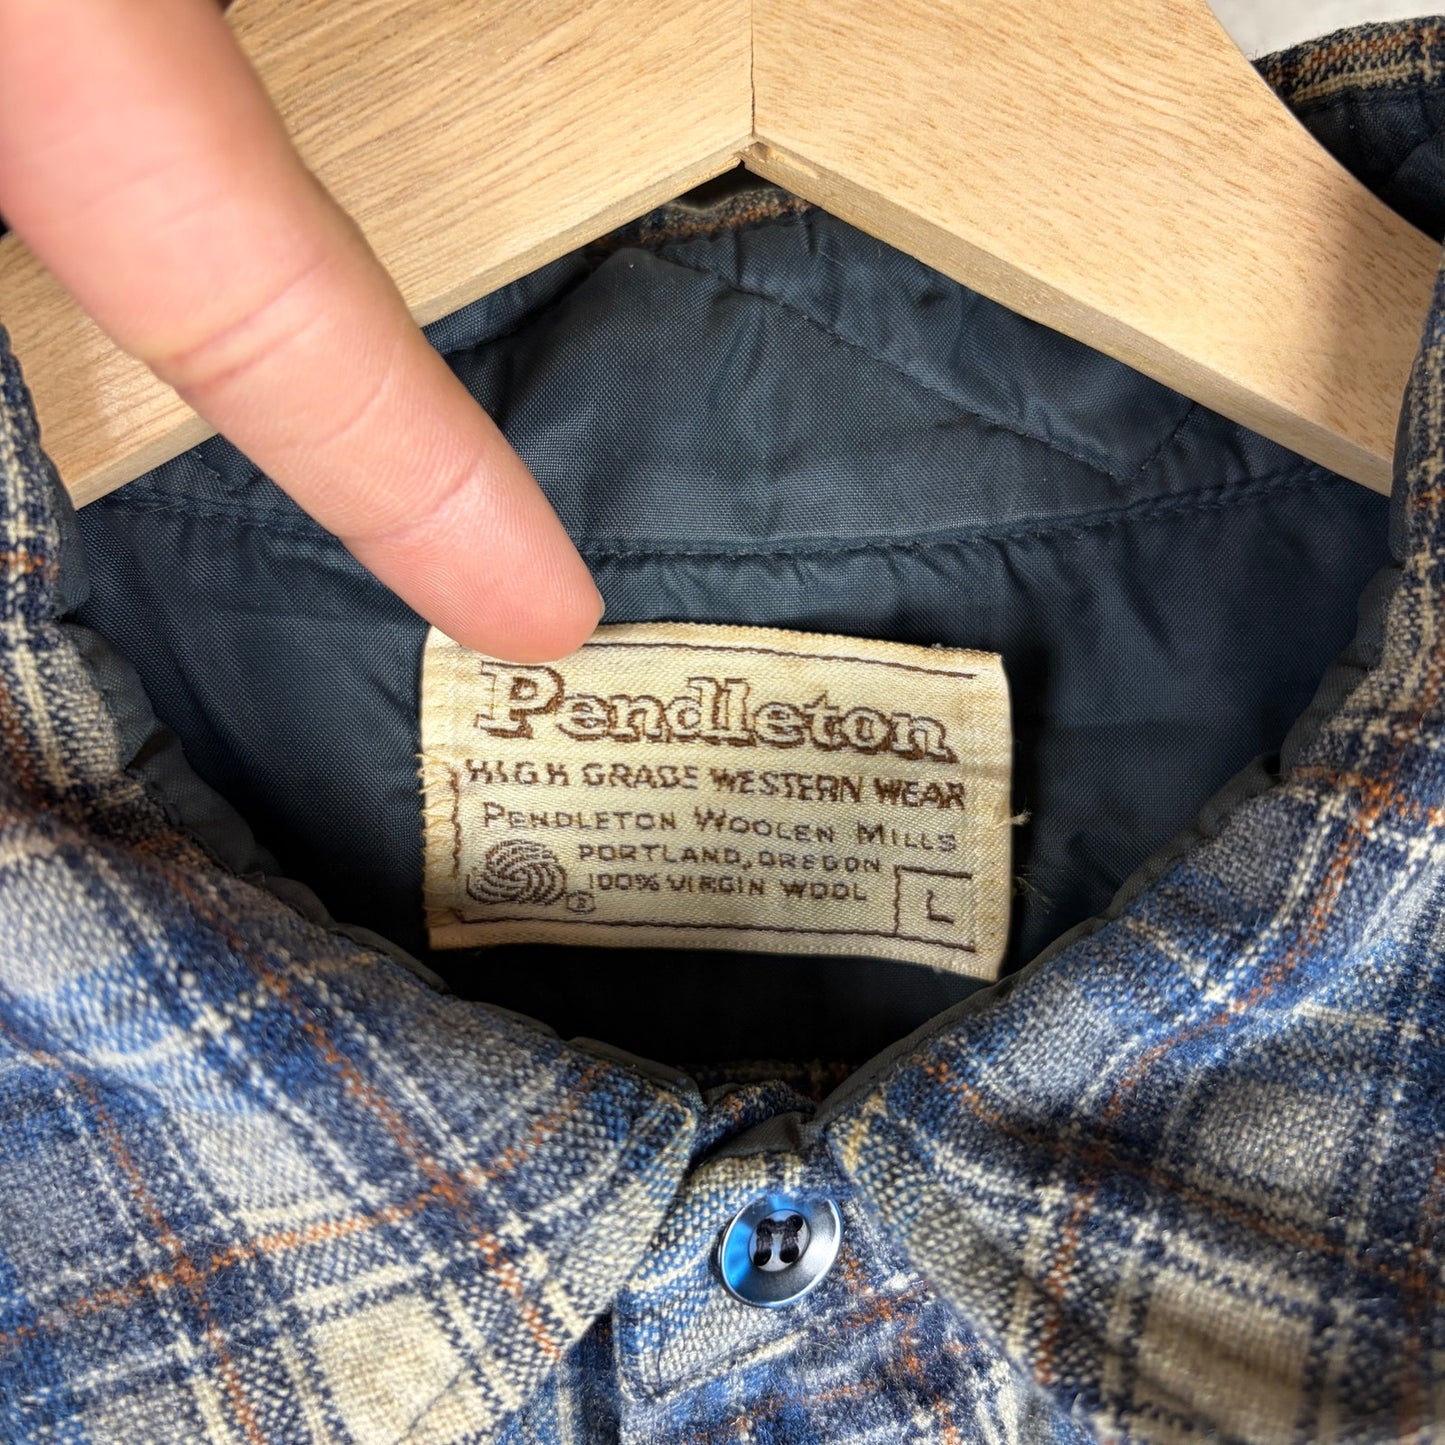 Pendleton
HIGH GRADE WESTERN WEAR
PENDLETON WOOLEN MILLS
PORTLAND, OREGON
100% VIRGIN WOOL
L
®